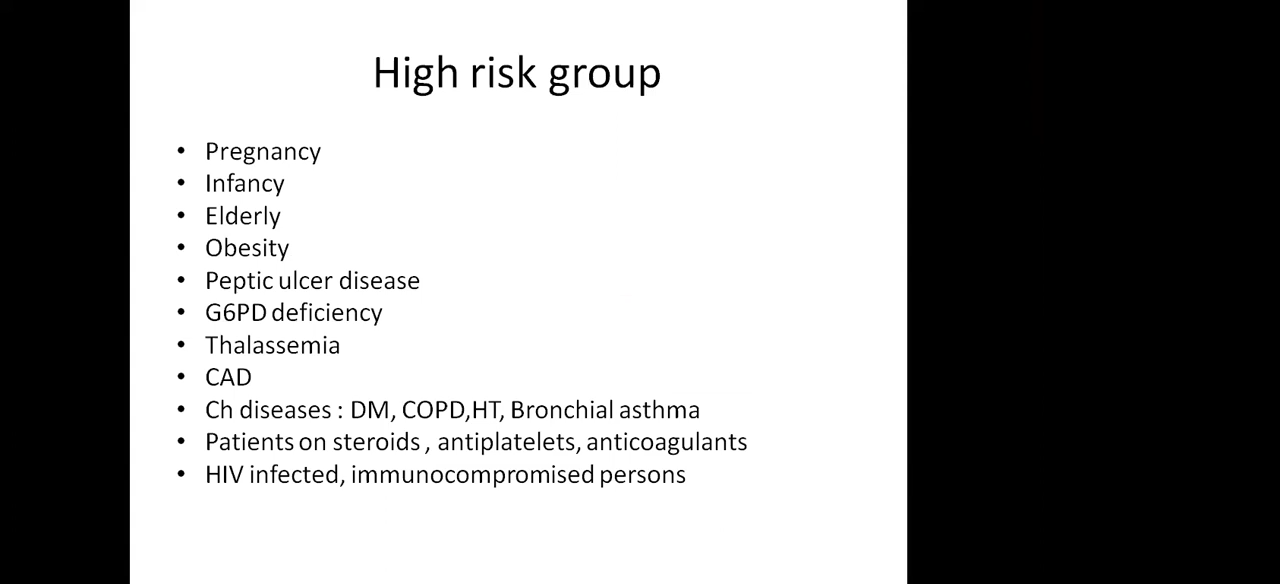 High risk group
• Pregnancy
• Infancy
• Elderly
• Obesity
• Peptic ulcer disease
• G6PD deficiency
• Thalassemia
• CAD
• Ch diseases : DM, COPD,HT, Bronchial asthma
• Patients on steroids , antiplatelets, anticoagulants
• HIV infected, immunocompromised persons